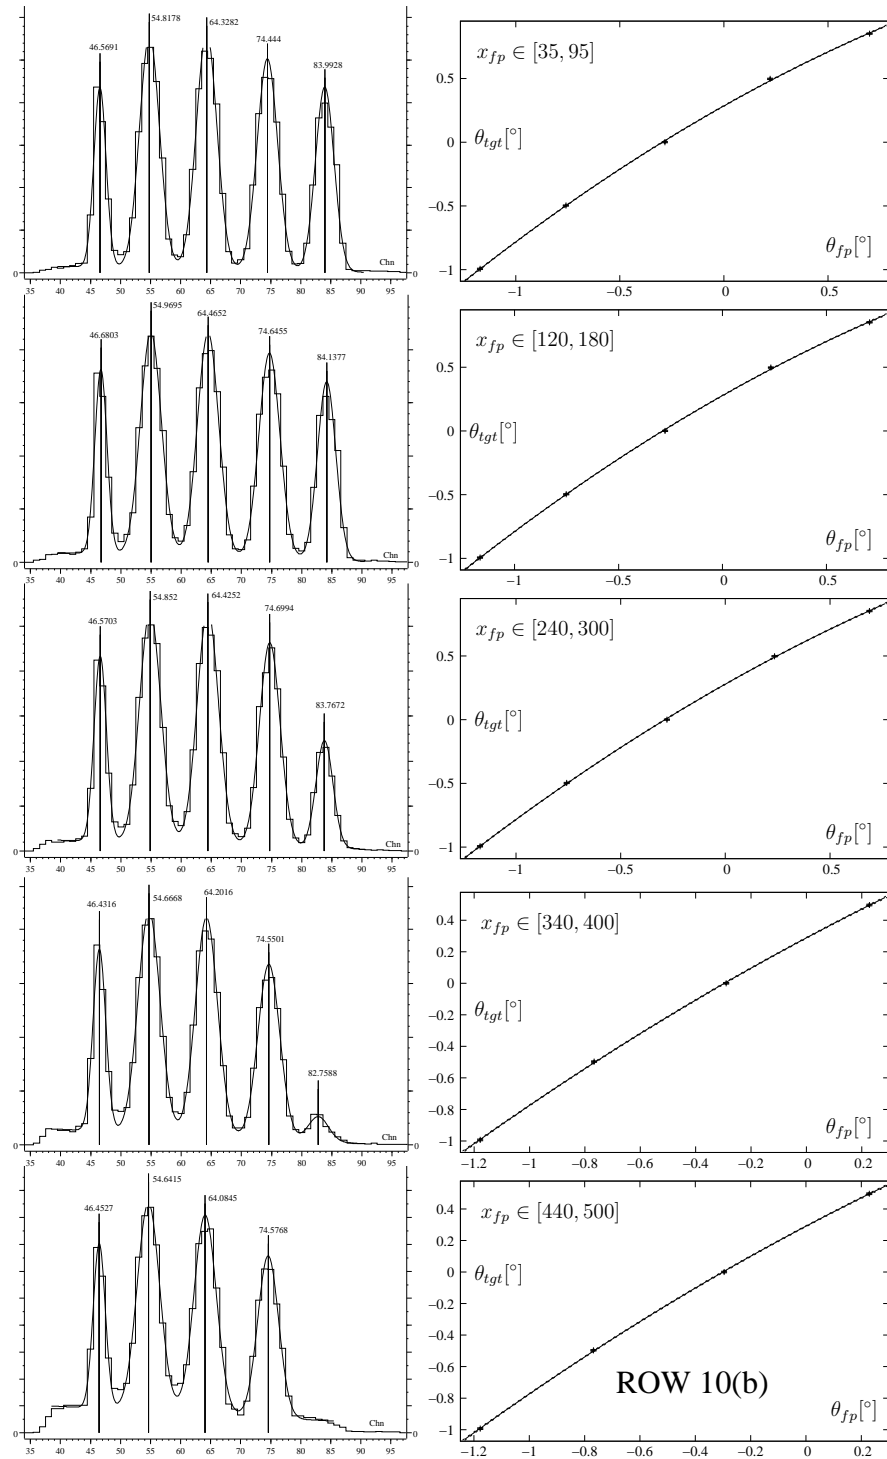 46.5691
54.8178
64.3282
74.444
83.9928
Chn
0 0
35 40 45 50 55 60 65 70 75 80 85 90 95
x_{fp} ∈ [35, 95]
θ_{tgt}[°]
θ_{fp}[°]
0.5
0
−0.5
−1
−1 −0.5 0 0.5
46.6803
54.9695
64.4652
74.6455
84.1377
Chn
0 0
35 40 45 50 55 60 65 70 75 80 85 90 95
x_{fp} ∈ [120, 180]
θ_{tgt}[°]
θ_{fp}[°]
0.5
0
−0.5
−1
−1 −0.5 0 0.5
46.5703
54.852
64.4252
74.6994
83.7672
Chn
0 0
35 40 45 50 55 60 65 70 75 80 85 90 95
x_{fp} ∈ [240, 300]
θ_{tgt}[°]
θ_{fp}[°]
0.5
0
−0.5
−1
−1 −0.5 0 0.5
46.4316
54.6668
64.2016
74.5501
82.7588
Chn
0 0
35 40 45 50 55 60 65 70 75 80 85 90 95
x_{fp} ∈ [340, 400]
θ_{tgt}[°]
θ_{fp}[°]
0.4
0.2
0
−0.2
−0.4
−0.6
−0.8
−1
−1.2 −1 −0.8 −0.6 −0.4 −0.2 0 0.2
46.4527
54.6415
64.0845
74.5768
Chn
0 0
35 40 45 50 55 60 65 70 75 80 85 90 95
x_{fp} ∈ [440, 500]
θ_{tgt}[°]
ROW 10(b)
θ_{fp}[°]
0.4
0.2
0
−0.2
−0.4
−0.6
−0.8
−1
−1.2 −1 −0.8 −0.6 −0.4 −0.2 0 0.2